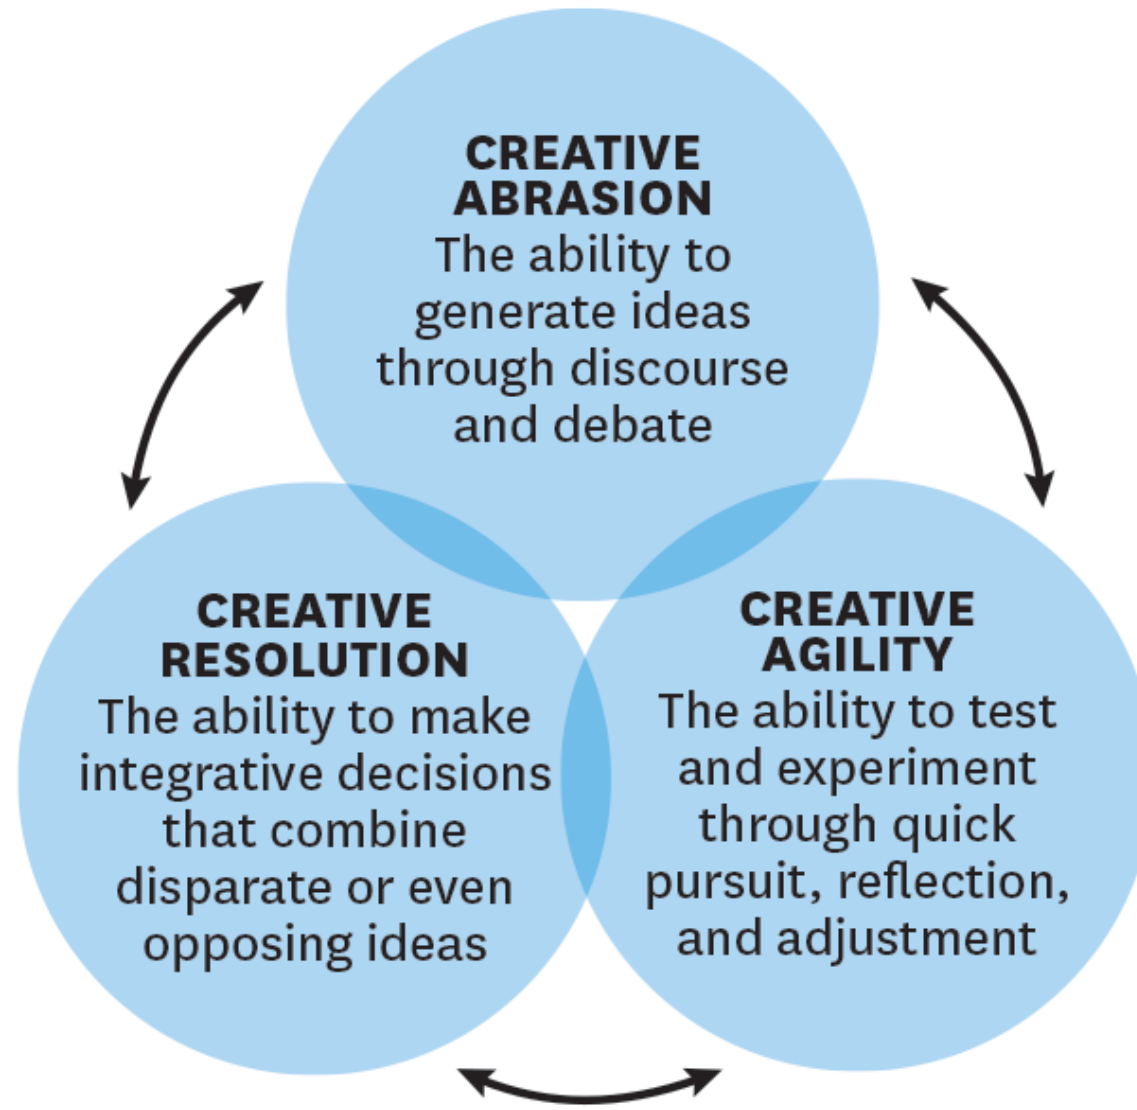 CREATIVE
ABRASION
The ability to
generate ideas
through discourse
and debate
CREATIVE
RESOLUTION
The ability to make
integrative decisions
that combine
disparate or even
opposing ideas
CREATIVE
AGILITY
The ability to test
and experiment
through quick
pursuit, reflection,
and adjustment